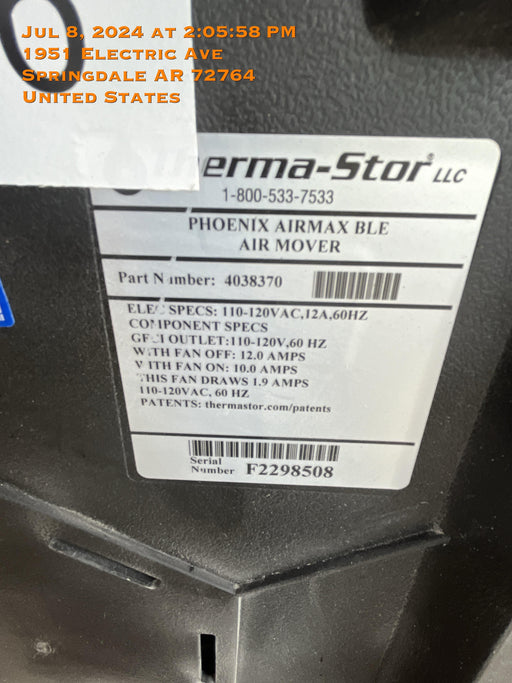 Jul 8, 2024 at 2:05:58 PM
1951 Electric Ave
Springdale AR 72764
United States
Therma-Stor LLC
1-800-533-7533
PHOENIX AIRMAX BLE
AIR MOVER
Part Number: 4038370
ELEC SPECS: 110-120VAC,12A,60HZ
COMPONENT SPECS
GFCI OUTLET:110-120V,60 HZ
WITH FAN OFF: 12.0 AMPS
WITH FAN ON: 10.0 AMPS
THIS FAN DRAWS 1.9 AMPS
110-120VAC, 60 HZ
PATENTS: thermastor.com/patents
Serial
Number F2298508